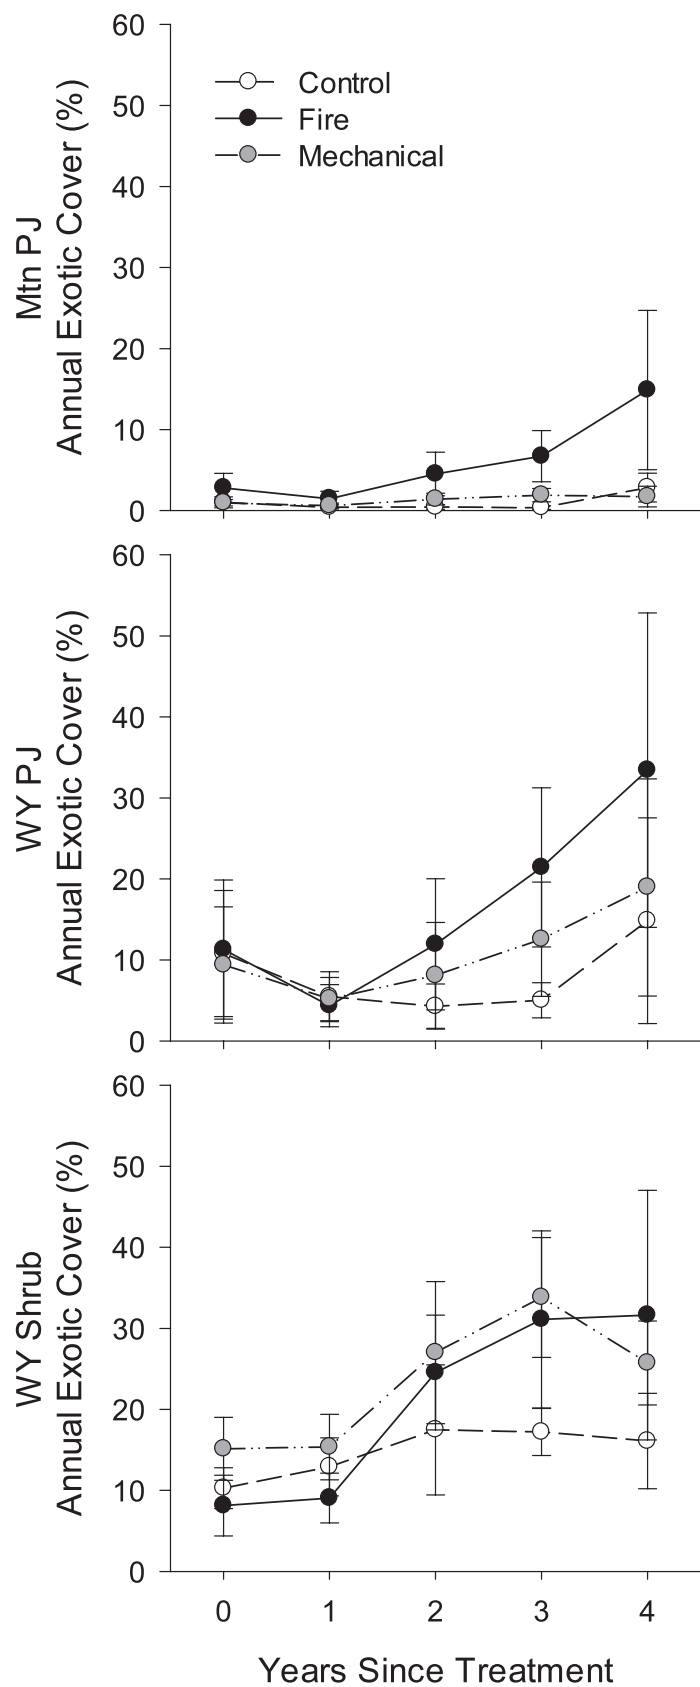 Mtn PJ
Annual Exotic Cover (%)
60
50
40
30
20
10
0
Control
Fire
Mechanical
WY PJ
Annual Exotic Cover (%)
60
50
40
30
20
10
0
WY Shrub
Annual Exotic Cover (%)
60
50
40
30
20
10
0
0 1 2 3 4
Years Since Treatment